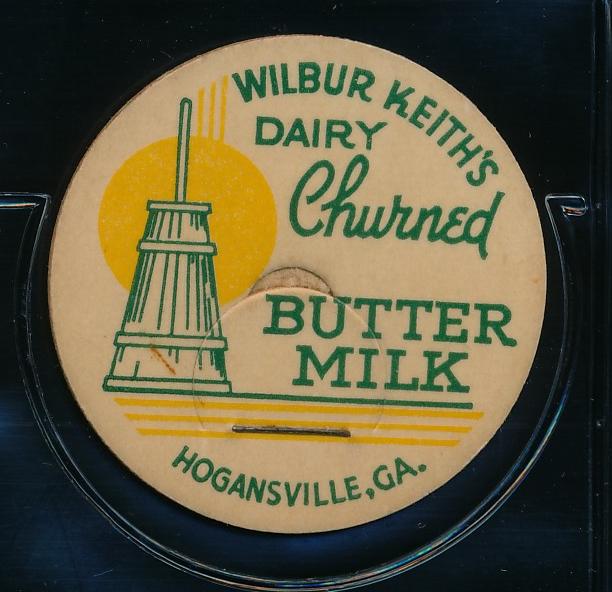 WILBUR KEITH'S
DAIRY
Churned
BUTTER
MILK
HOGANSVILLE, GA.